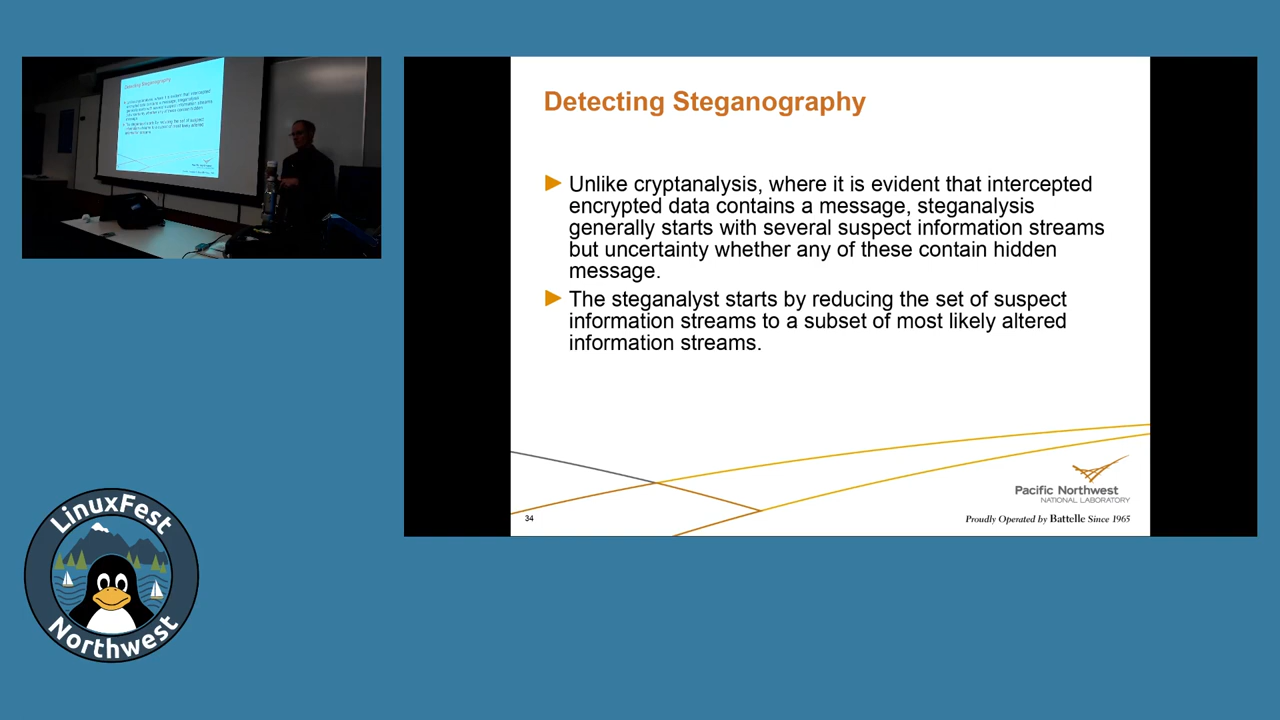 Detecting Steganography
Unlike cryptanalysis, where it is evident that intercepted
encrypted data contains a message, steganalysis
generally starts with several suspect information streams
but uncertainty whether any of these contain hidden
message.
The steganalyst starts by reducing the set of suspect
information streams to a subset of most likely altered
information streams.
Pacific Northwest
NATIONAL LABORATORY
34
Proudly Operated by Battelle Since 1965
LinuxFest
Northwest